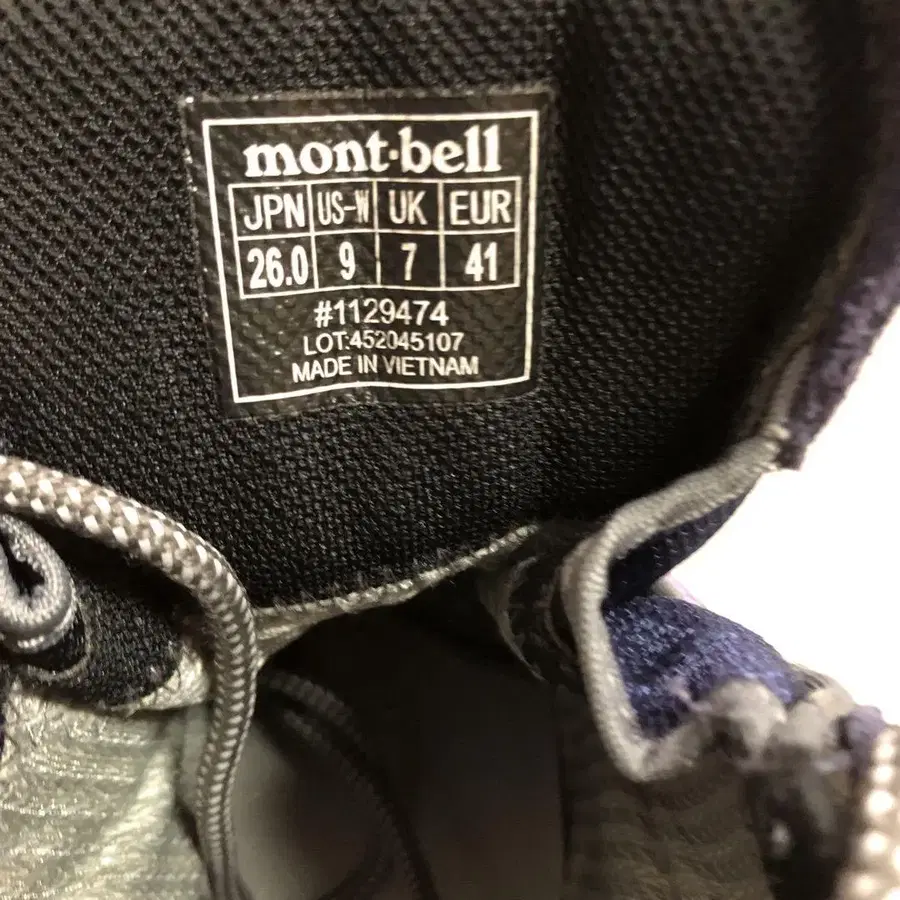 mont·bell
JPN US-W UK EUR
26.0 9 7 41
#1129474
LOT:452045107
MADE IN VIETNAM